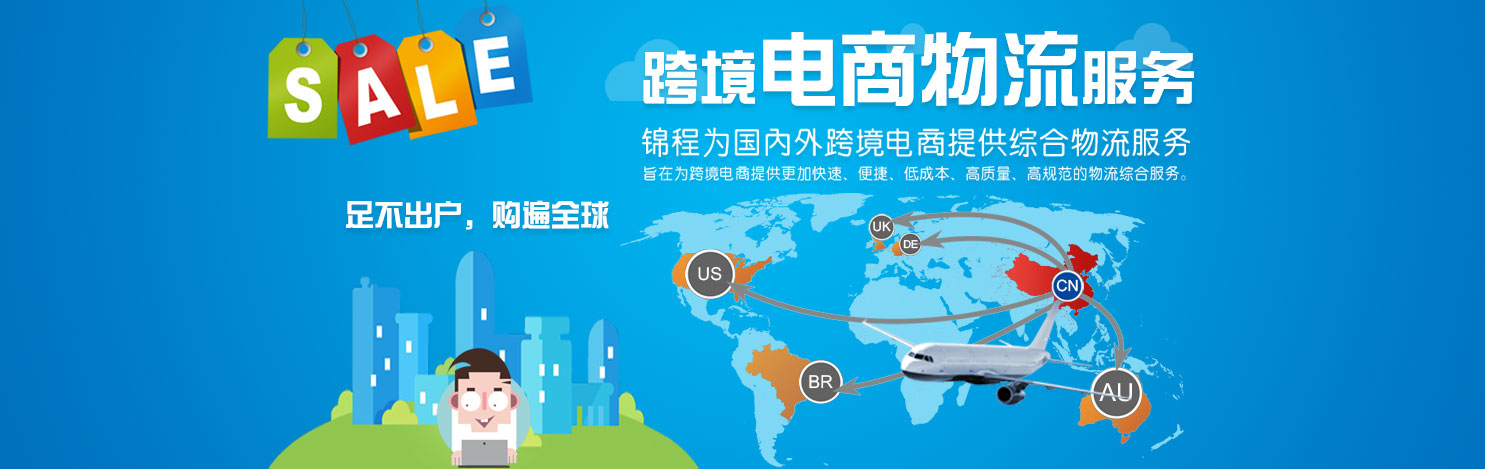 SALE
跨境电商物流服务
锦程为国内外跨境电商提供综合物流服务
旨在为跨境电商提供更加快速、便捷、低成本、高质量、高规范的物流综合服务。
足不出户，购遍全球
UK
DE
US
CN
BR
AU